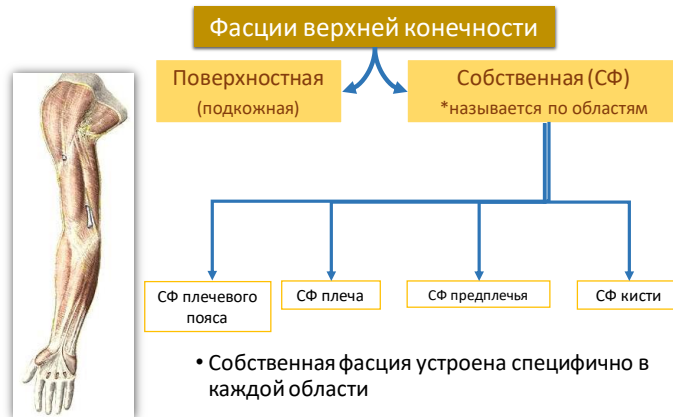 Фасции верхней конечности
Поверхностная
(подкожная)
Собственная (СФ)
*называется по областям
СФ плечевого
пояса
СФ плеча
СФ предплечья
СФ кисти
• Собственная фасция устроена специфично в
каждой области